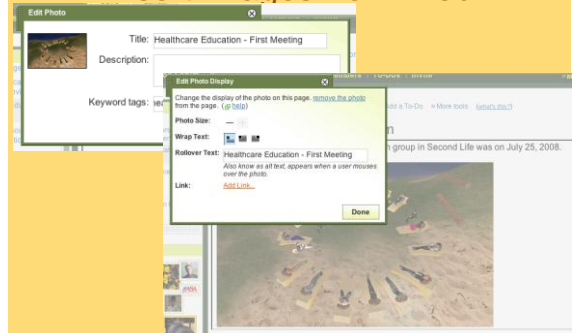 Edit Photo
Title: Healthcare Education - First Meeting
Description:
Keyword tags:
Edit Photo Display
Change the display of the photo on this page. remove the photo
from the page. (help)
Photo Size:
Wrap Text:
Rollover Text: Healthcare Education - First Meeting
Also know as alt text, appears when a user mouses
over the photo.
Link: Add Link...
Done
To-Dos / Invite
dd a To-Do » More tools (what's this?)
n group in Second Life was on July 25, 2008.